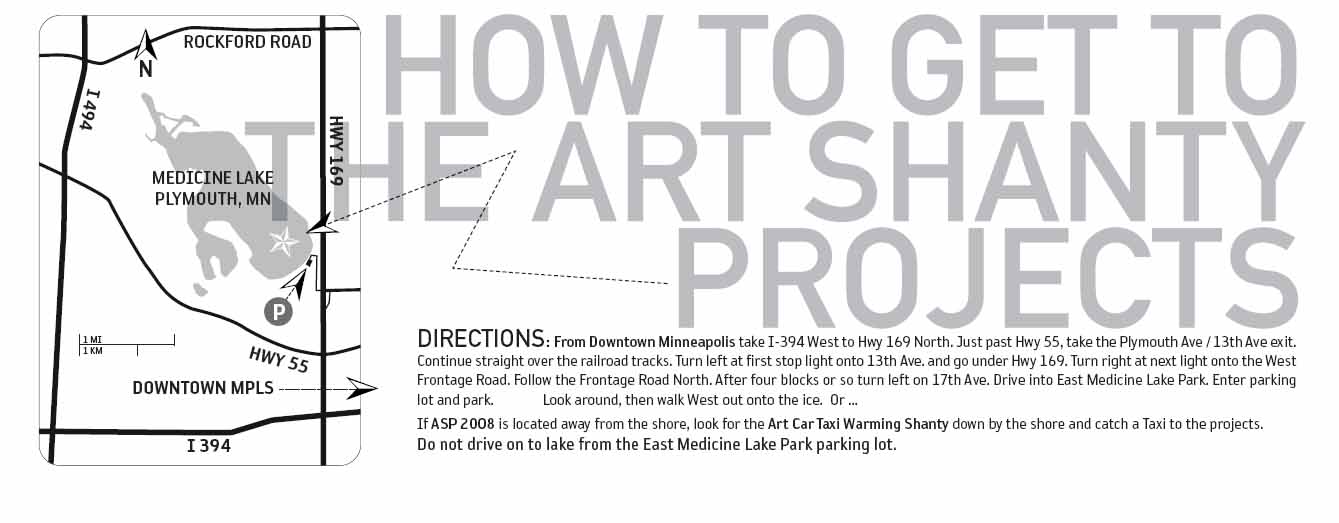 HOW TO GET TO
THE ART SHANTY
PROJECTS
ROCKFORD ROAD
N
I 494
HWY 169
MEDICINE LAKE
PLYMOUTH, MN
P
1 MI
1 KM
HWY 55
DOWNTOWN MPLS
I 394
DIRECTIONS: From Downtown Minneapolis take I-394 West to Hwy 169 North. Just past Hwy 55, take the Plymouth Ave / 13th Ave exit.
Continue straight over the railroad tracks. Turn left at first stop light onto 13th Ave. and go under Hwy 169. Turn right at next light onto the West
Frontage Road. Follow the Frontage Road North. After four blocks or so turn left on 17th Ave. Drive into East Medicine Lake Park. Enter parking
lot and park. Look around, then walk West out onto the ice. Or ...
If ASP 2008 is located away from the shore, look for the Art Car Taxi Warming Shanty down by the shore and catch a Taxi to the projects.
Do not drive on to lake from the East Medicine Lake Park parking lot.